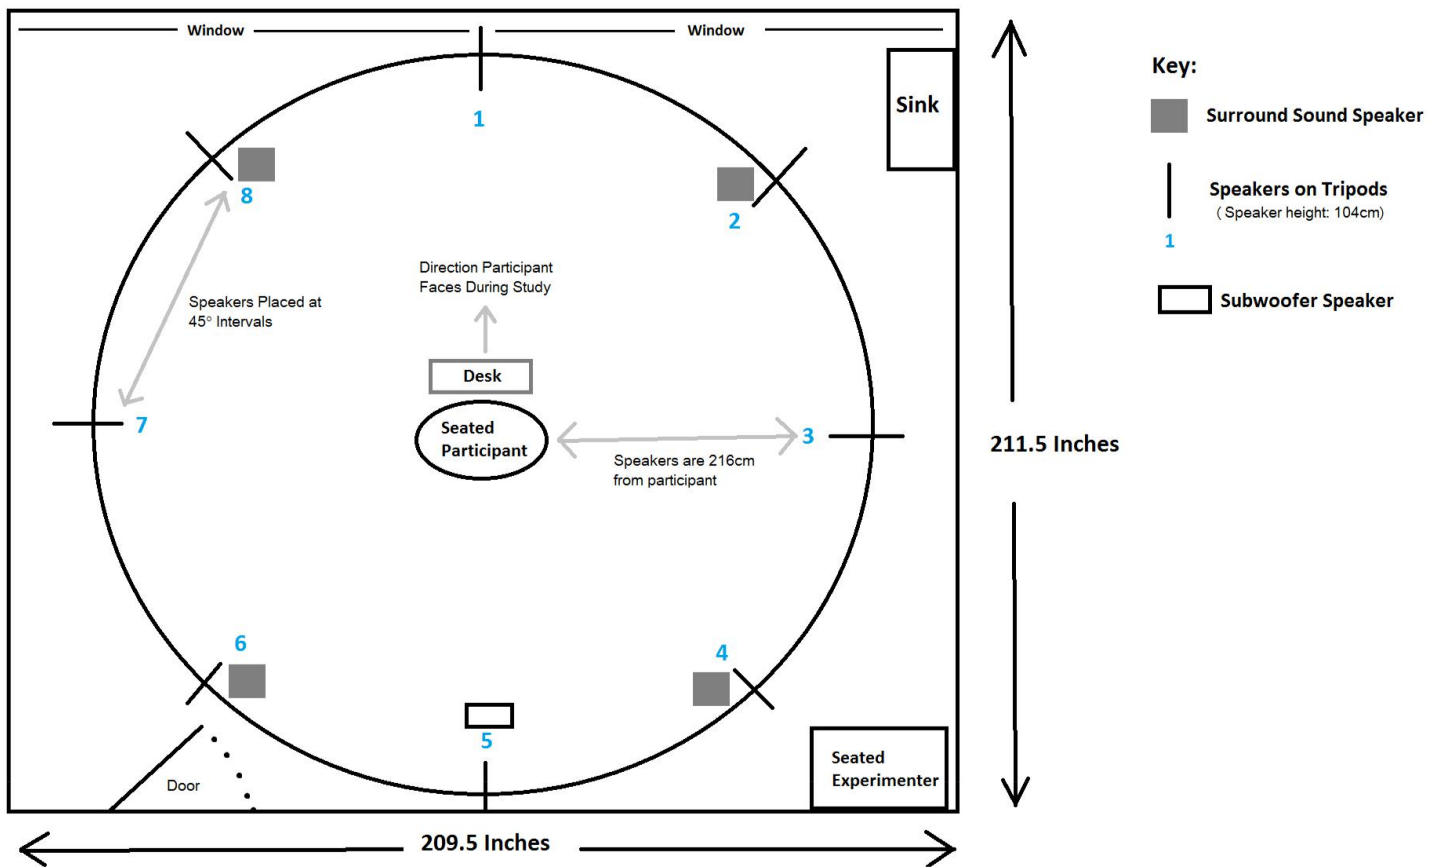 Window
Window
Key:
Sink
Surround Sound Speaker
1
8
2
Speakers on Tripods
( Speaker height: 104cm)
1
Direction Participant
Faces During Study
Subwoofer Speaker
Speakers Placed at
45° Intervals
Desk
7
Seated
Participant
3
Speakers are 216cm
from participant
211.5 Inches
6
4
5
Door
Seated
Experimenter
209.5 Inches